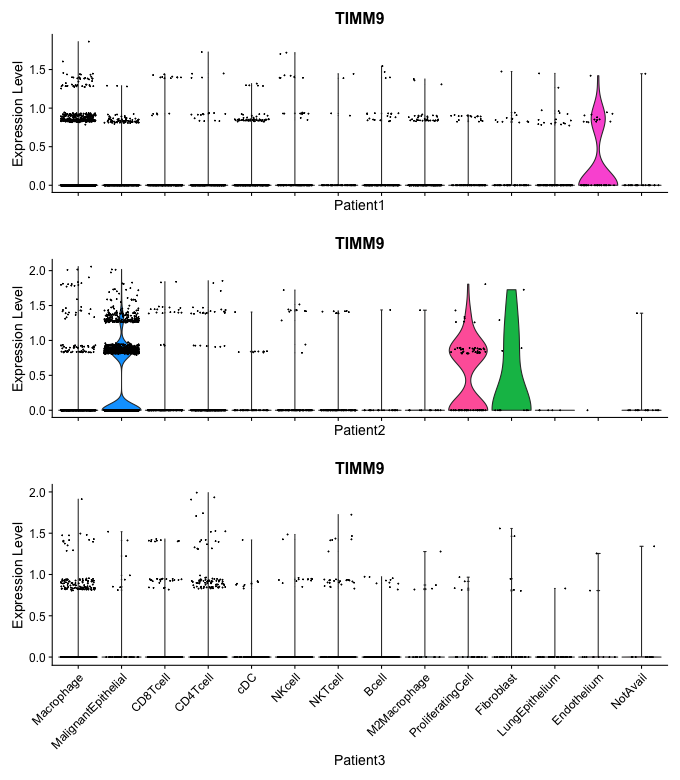 TIMM9
Expression Level
1.5
1.0
0.5
0.0
Patient1
TIMM9
Expression Level
2.0
1.5
1.0
0.5
0.0
Patient2
TIMM9
Expression Level
2.0
1.5
1.0
0.5
0.0
Macrophage
MalignantEpithelial
CD8Tcell
CD4Tcell
cDC
NKcell
NKTcell
Bcell
M2Macrophage
ProliferatingCell
Fibroblast
LungEpithelium
Endothelium
NotAvail
Patient3